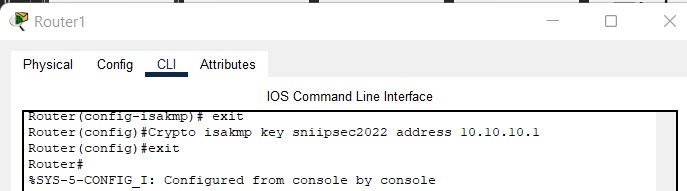 Router1
Physical Config CLI Attributes
IOS Command Line Interface
Router(config-isakmp)# exit
Router(config)#Crypto isakmp key sniipsec2022 address 10.10.10.1
Router(config)#exit
Router#
%SYS-5-CONFIG_I: Configured from console by console